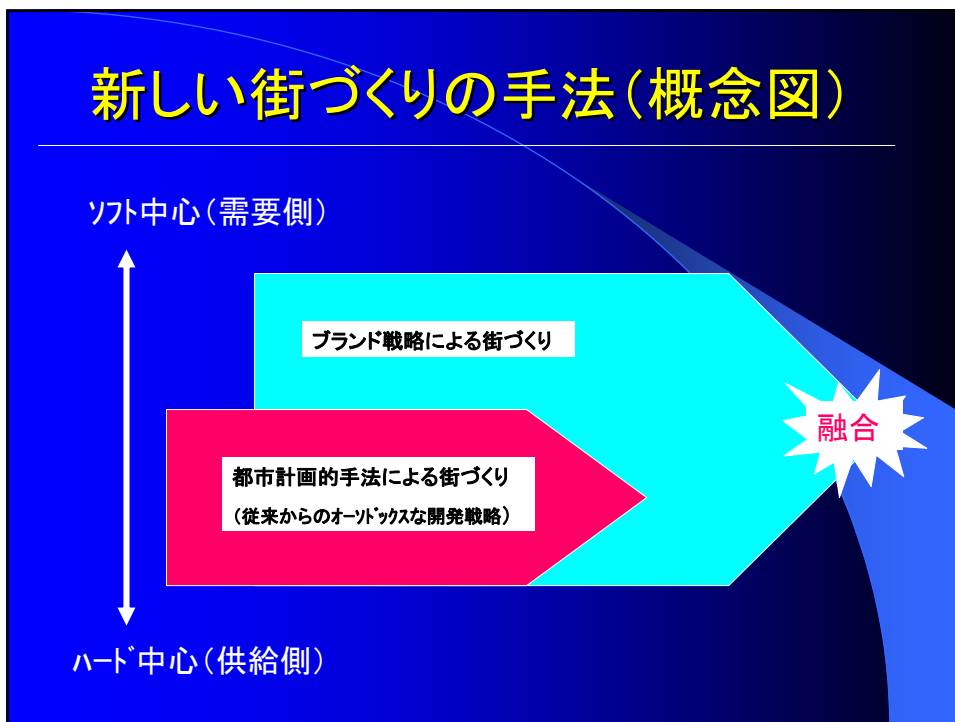 新しい街づくりの手法（概念図）
ｿﾌﾄ中心（需要側）
ブランド戦略による街づくり
融合
都市計画的手法による街づくり
（従来からのｵｰｿﾄﾞｯｸｽな開発戦略）
ﾊｰﾄﾞ中心（供給側）